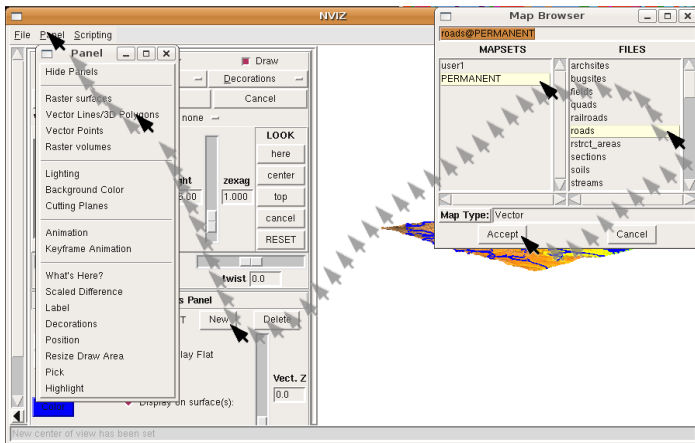 NVIZ
File Panel Scripting
Panel
Hide Panels
Raster surfaces
Vector Lines/3D Polygons
Vector Points
Raster volumes
Lighting
Background Color
Cutting Planes
Animation
Keyframe Animation
What's Here?
Scaled Difference
Label
Decorations
Position
Resize Draw Area
Pick
Highlight
Draw
Decorations
Cancel
none
LOOK
here
center
top
cancel
RESET
zexag
1.000
twist 0.0
Panel
New
Delete
Vect. Z
0.0
Display on surface(s):
New center of view has been set
Map Browser
roads@PERMANENT
MAPSETS
user1
PERMANENT
FILES
archsites
bugsites
fields
quads
railroads
roads
rstrct_areas
sections
soils
streams
Map Type: Vector
Accept
Cancel